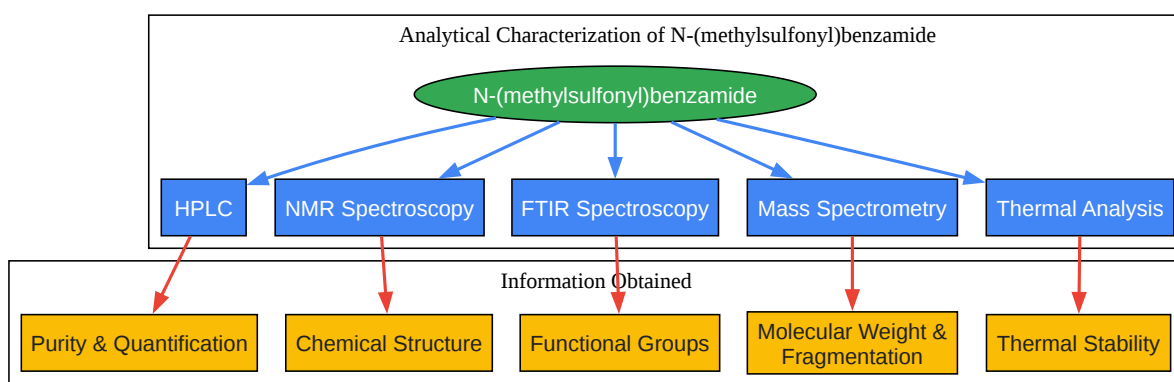 Analytical Characterization of N-(methylsulfonyl)benzamide
N-(methylsulfonyl)benzamide
HPLC
NMR Spectroscopy
FTIR Spectroscopy
Mass Spectrometry
Thermal Analysis
Information Obtained
Purity & Quantification
Chemical Structure
Functional Groups
Molecular Weight &
Fragmentation
Thermal Stability